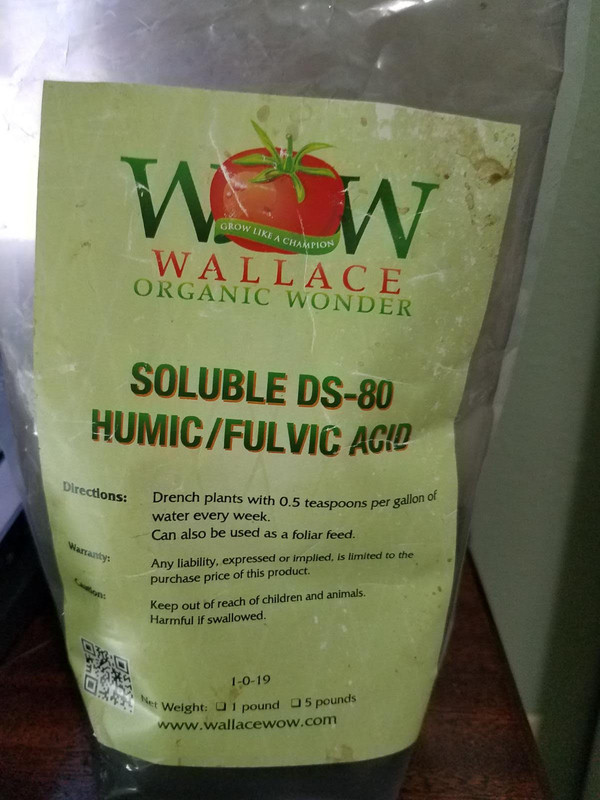 WOW
GROW LIKE A CHAMPION
WALLACE
ORGANIC WONDER
SOLUBLE DS-80
HUMIC/FULVIC ACID
Directions: Drench plants with 0.5 teaspoons per gallon of
water every week.
Can also be used as a foliar feed.
Warranty: Any liability, expressed or implied, is limited to the
purchase price of this product.
Caution: Keep out of reach of children and animals.
Harmful if swallowed.
1-0-19
Net Weight: ❑ 1 pound ❑ 5 pounds
www.wallacewow.com